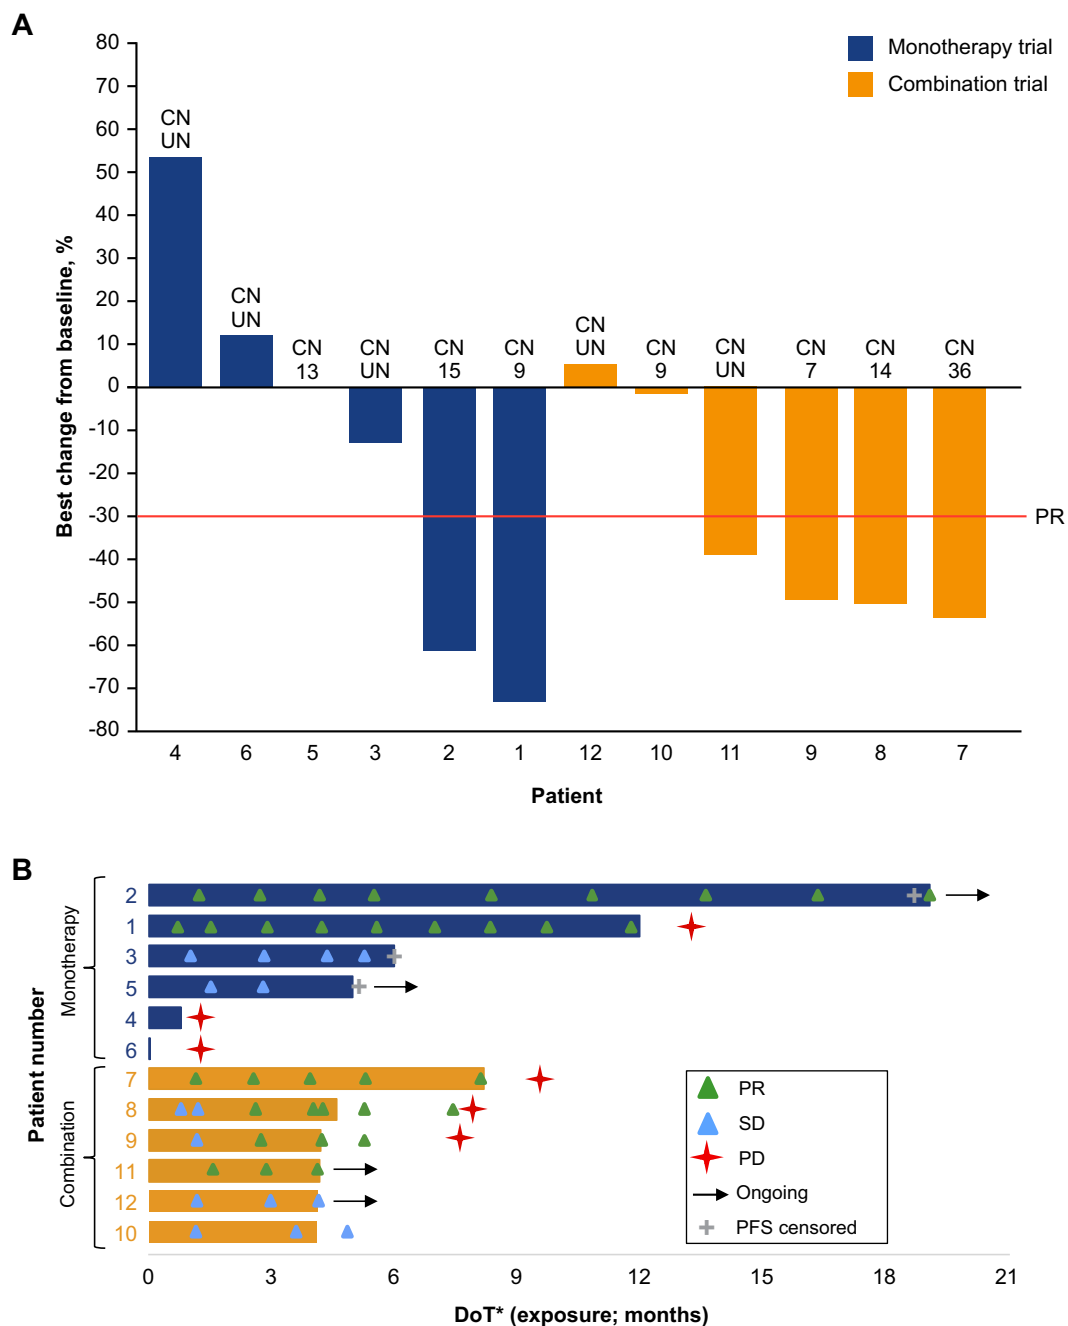 A
Monotherapy trial
Combination trial
Best change from baseline, %
80
70
60
50
40
30
20
10
0
-10
-20
-30
-40
-50
-60
-70
-80
CN
UN
CN
UN
CN
13
CN
UN
CN
15
CN
9
CN
UN
CN
9
CN
UN
CN
7
CN
14
CN
36
PR
4 6 5 3 2 1 12 10 11 9 8 7
Patient
B
Patient number
Monotherapy
2
1
3
5
4
6
Combination
7
8
9
11
12
10
PR
SD
PD
Ongoing
PFS censored
0 3 6 9 12 15 18 21
DoT* (exposure; months)